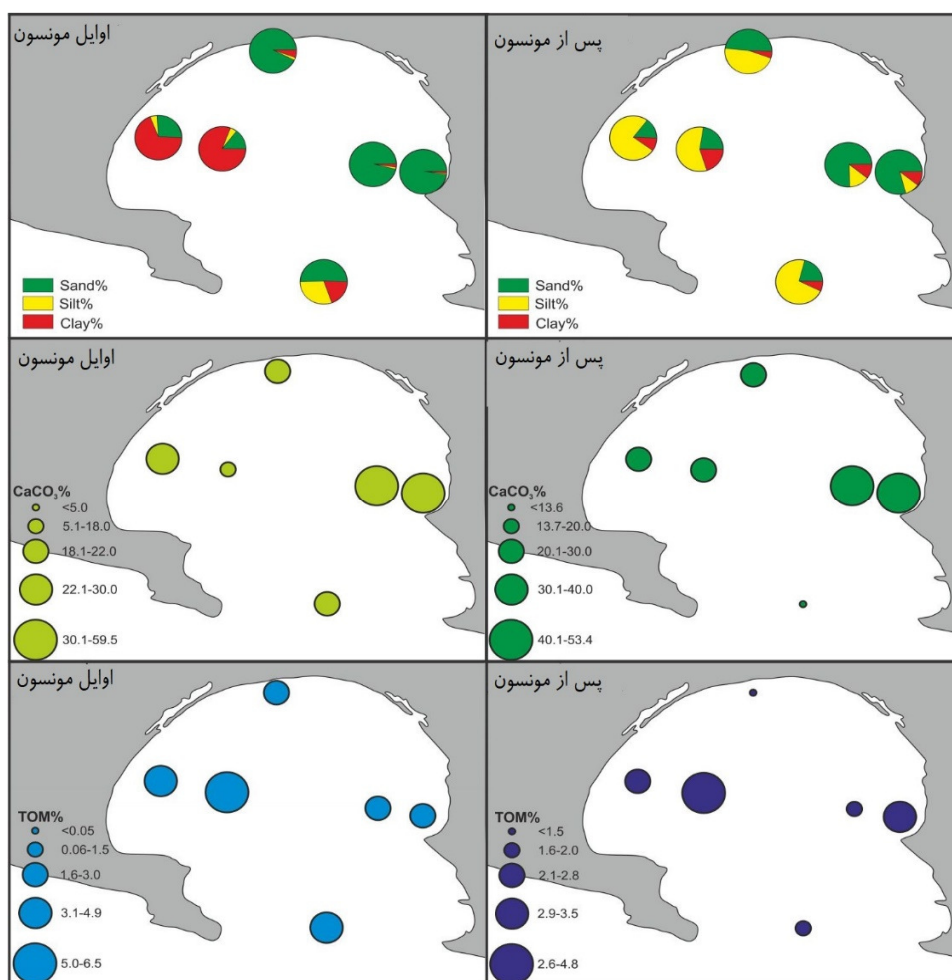 اوایل مونسون
Sand%
Silt%
Clay%
پس از مونسون
Sand%
Silt%
Clay%
اوایل مونسون
CaCO₃%
<5.0
5.1-18.0
18.1-22.0
22.1-30.0
30.1-59.5
پس از مونسون
CaCO₃%
<13.6
13.7-20.0
20.1-30.0
30.1-40.0
40.1-53.4
اوایل مونسون
TOM%
<0.05
0.06-1.5
1.6-3.0
3.1-4.9
5.0-6.5
پس از مونسون
TOM%
<1.5
1.6-2.0
2.1-2.8
2.9-3.5
2.6-4.8